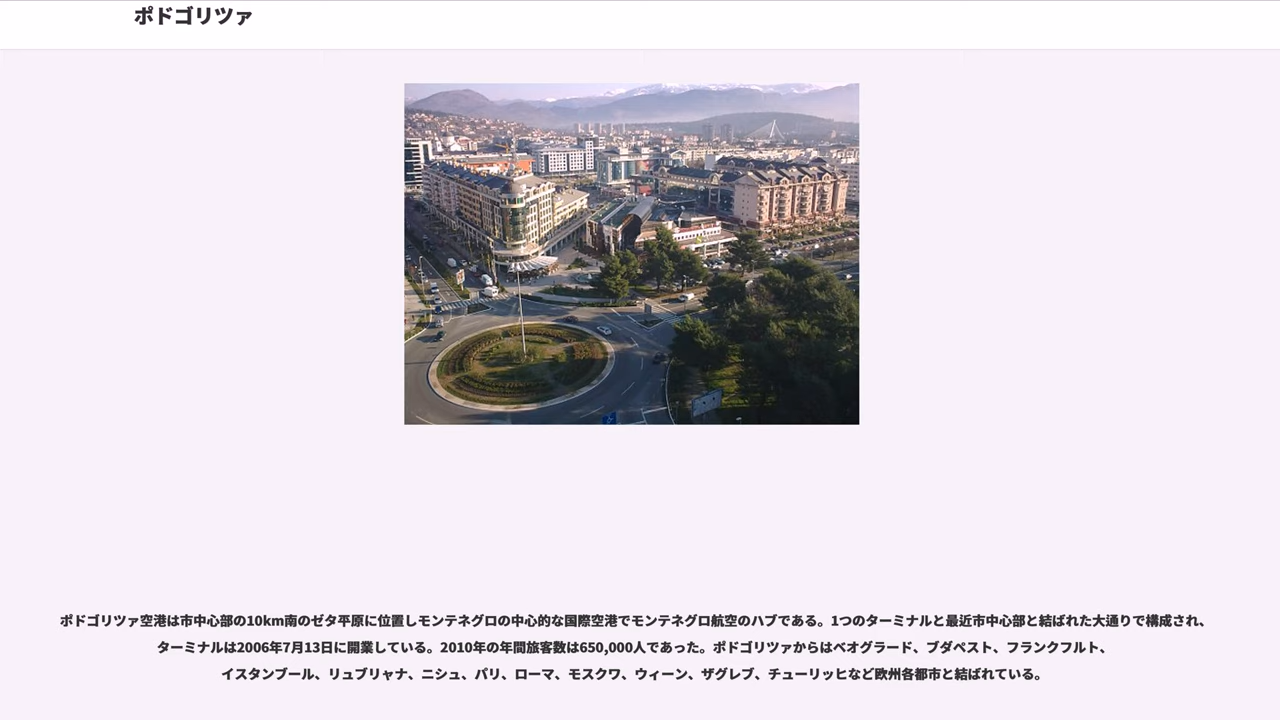 ポドゴリツァ
ポドゴリツァ空港は市中心部の10km南のゼタ平原に位置しモンテネグロの中心的な国際空港でモンテネグロ航空のハブである。1つのターミナルと最近市中心部と結ばれた大通りで構成され、
ターミナルは2006年7月13日に開業している。2010年の年間旅客数は650,000人であった。ポドゴリツァからはベオグラード、ブダペスト、フランクフルト、
イスタンブール、リュブリャナ、ニシュ、パリ、ローマ、モスクワ、ウィーン、ザグレブ、チューリッヒなど欧州各都市と結ばれている。